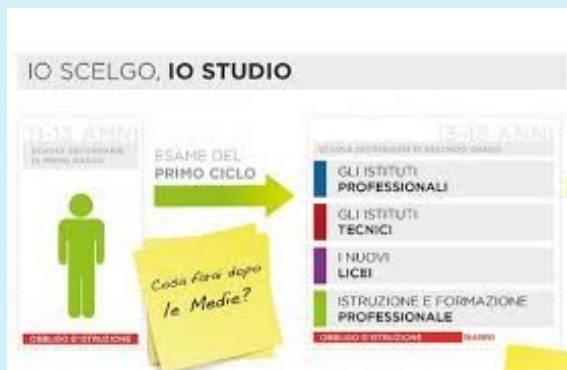 IO SCELGO, IO STUDIO
11-13 ANNI
SCUOLA SECONDARIA
DI PRIMO GRADO
OBBLIGO D'ISTRUZIONE
ESAME DEL
PRIMO CICLO
Cosa farai dopo
le Medie?
13-18 ANNI
SCUOLA SECONDARIA DI SECONDO GRADO
GLI ISTITUTI
PROFESSIONALI
GLI ISTITUTI
TECNICI
I NUOVI
LICEI
ISTRUZIONE E FORMAZIONE
PROFESSIONALE
OBBLIGO D'ISTRUZIONE 16ANNI